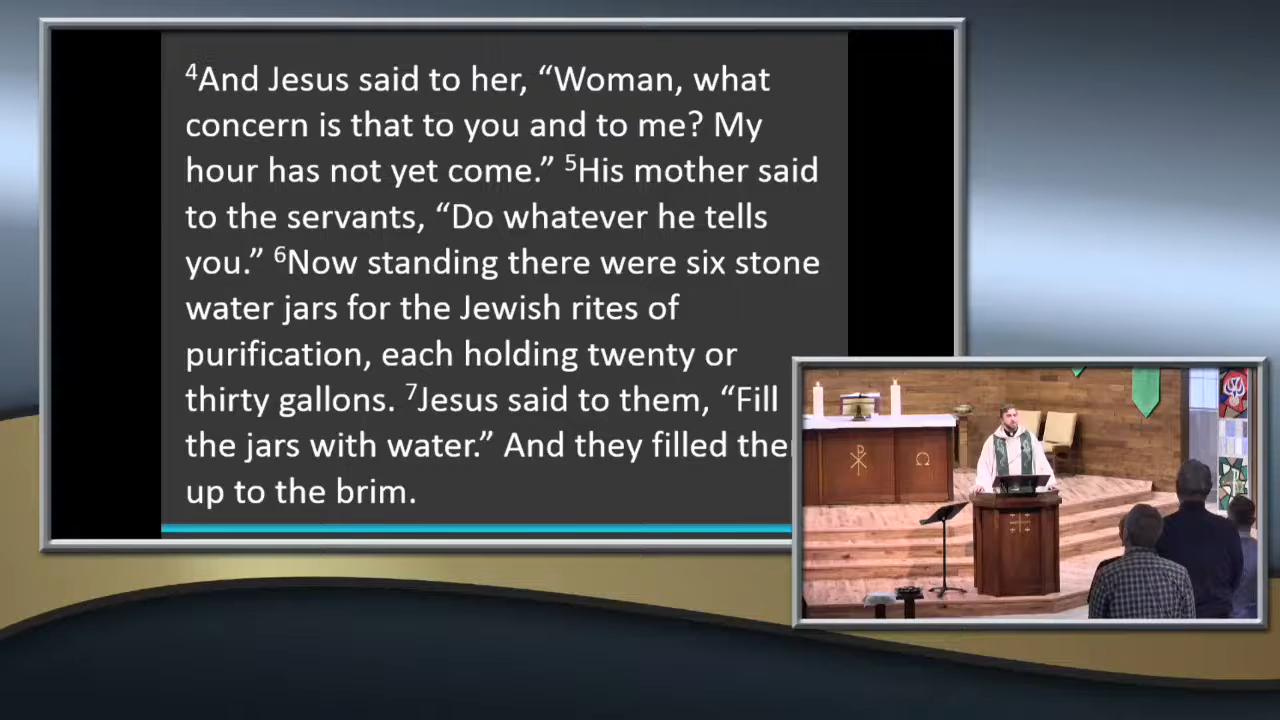 ⁴And Jesus said to her, “Woman, what
concern is that to you and to me? My
hour has not yet come.” ⁵His mother said
to the servants, “Do whatever he tells
you.” ⁶Now standing there were six stone
water jars for the Jewish rites of
purification, each holding twenty or
thirty gallons. ⁷Jesus said to them, “Fill
the jars with water.” And they filled the
up to the brim.
Ω